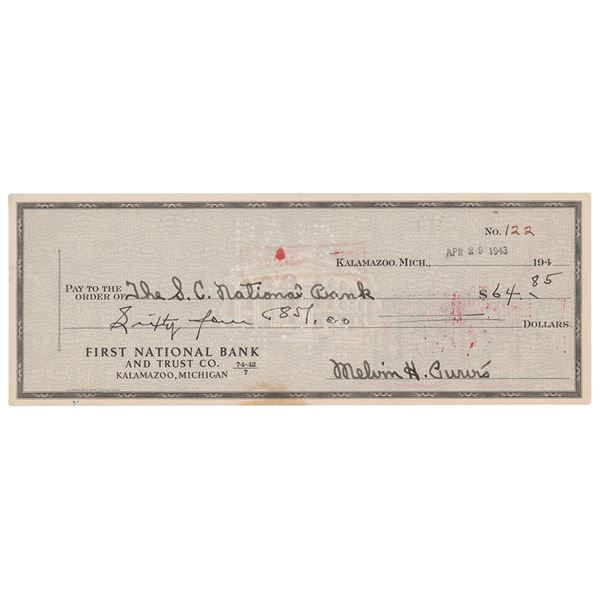 No. 122
APR 29 1943
KALAMAZOO, MICH., 194
PAY TO THE
ORDER OF The S. C. National Bank $64.85
Sixty four 85/100 DOLLARS
FIRST NATIONAL BANK
AND TRUST CO. 74-42/7
KALAMAZOO, MICHIGAN
Melvin H. Purvis